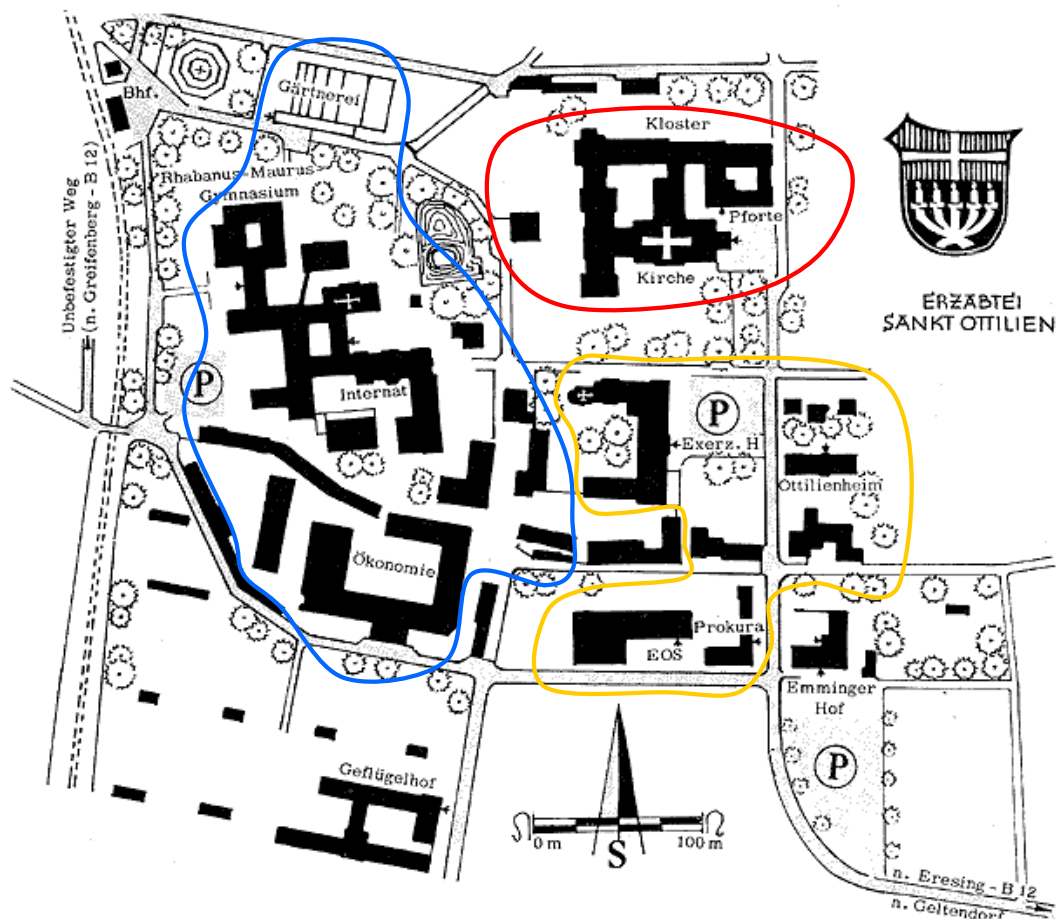 Gärtnerei
Bhf.
Kloster
Rhabanus-Maurus
Gymnasium
Pforte
Kirche
Unbefestigter Weg
(n. Greifenberg - B 12)
ERZABTEI
SANKT OTTILIEN
P
Internat
P
Exerz. H
Ottilienheim
Ökonomie
Prokura
EOS
Emminger
Hof
P
Geflügelhof
0 m
100 m
S
n. Eresing - B 12
n. Geltendorf